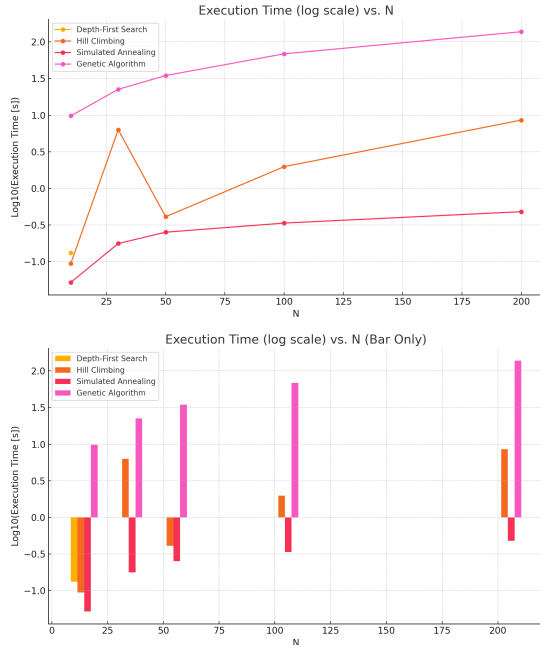 Execution Time (log scale) vs. N
Depth-First Search
Hill Climbing
Simulated Annealing
Genetic Algorithm
2.0
1.5
1.0
0.5
0.0
−0.5
−1.0
Log10(Execution Time [s])
25 50 75 100 125 150 175 200
N
Execution Time (log scale) vs. N (Bar Only)
Depth-First Search
Hill Climbing
Simulated Annealing
Genetic Algorithm
2.0
1.5
1.0
0.5
0.0
−0.5
−1.0
Log10(Execution Time [s])
0 25 50 75 100 125 150 175 200
N